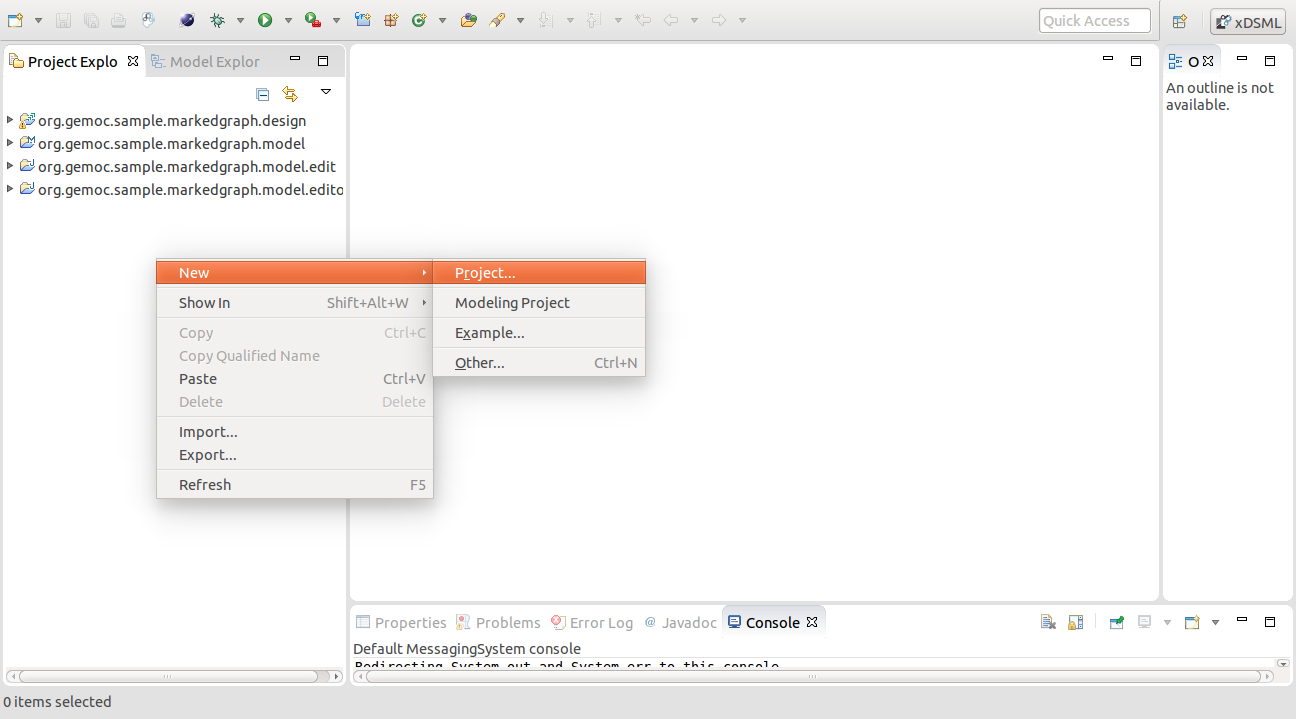 Quick Access
xDSML
Project Explo
Model Explor
O
An outline is not
available.
org.gemoc.sample.markedgraph.design
org.gemoc.sample.markedgraph.model
org.gemoc.sample.markedgraph.model.edit
org.gemoc.sample.markedgraph.model.edito
New
Project...
Show In Shift+Alt+W
Modeling Project
Copy Ctrl+C
Example...
Copy Qualified Name
Other... Ctrl+N
Paste Ctrl+V
Delete Delete
Import...
Export...
Refresh F5
Properties Problems Error Log @ Javadoc Console
Default MessagingSystem console
Redirecting System.out and System.err to this console.
0 items selected